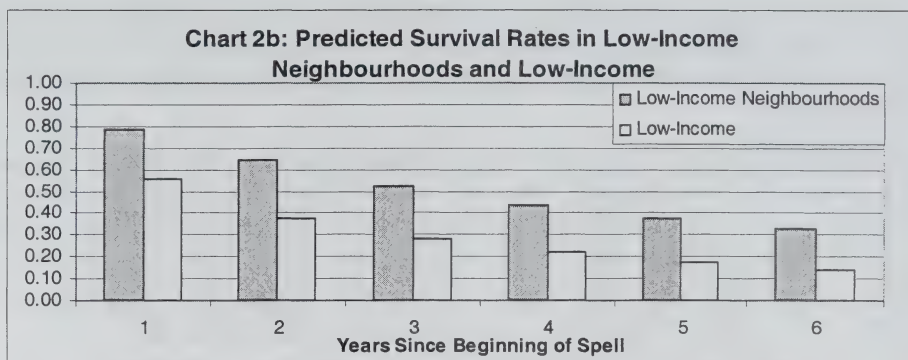 Chart 2b: Predicted Survival Rates in Low-Income
Neighbourhoods and Low-Income
1.00
0.90
0.80
0.70
0.60
0.50
0.40
0.30
0.20
0.10
0.00
Low-Income Neighbourhoods
Low-Income
1 2 3 4 5 6
Years Since Beginning of Spell